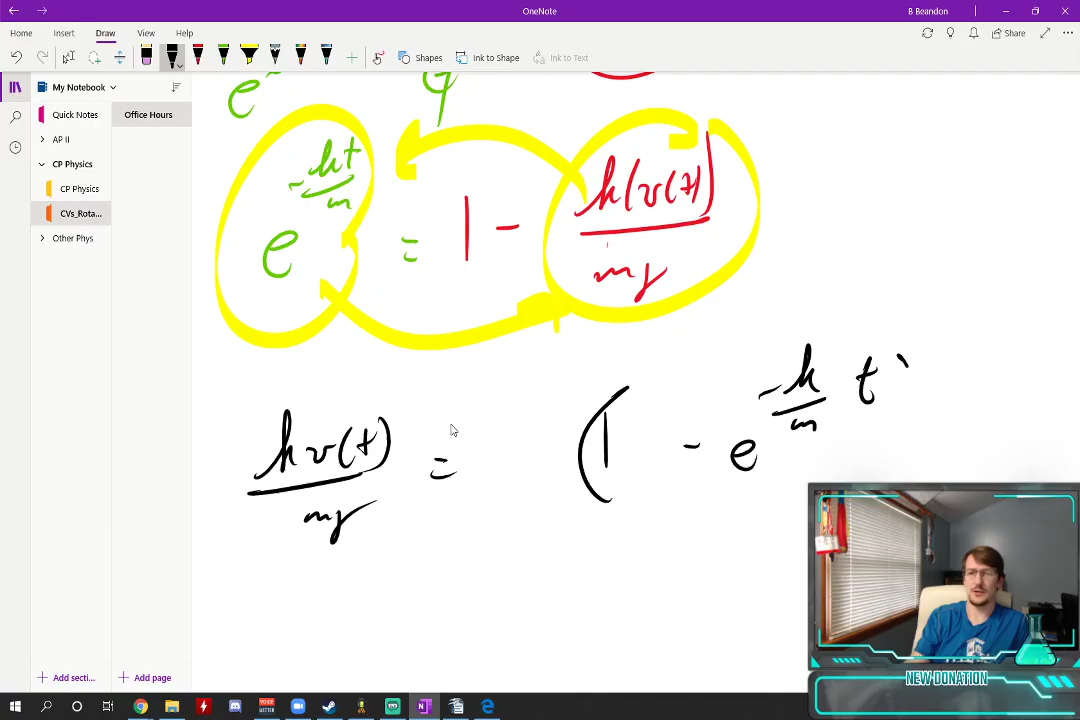 OneNote
B Beandon
Home Insert Draw View Help
Share
Shapes Ink to Shape Ink to Text
My Notebook
Office Hours
Quick Notes
AP II
CP Physics
CP Physics
CVs_Rota...
Other Phys
e
e^{-kt/m} = 1 - k(v(t))/mg
kv(t)/mg = (1 - e^{-k/m t}
NEW DONATION
Add secti...
Add page